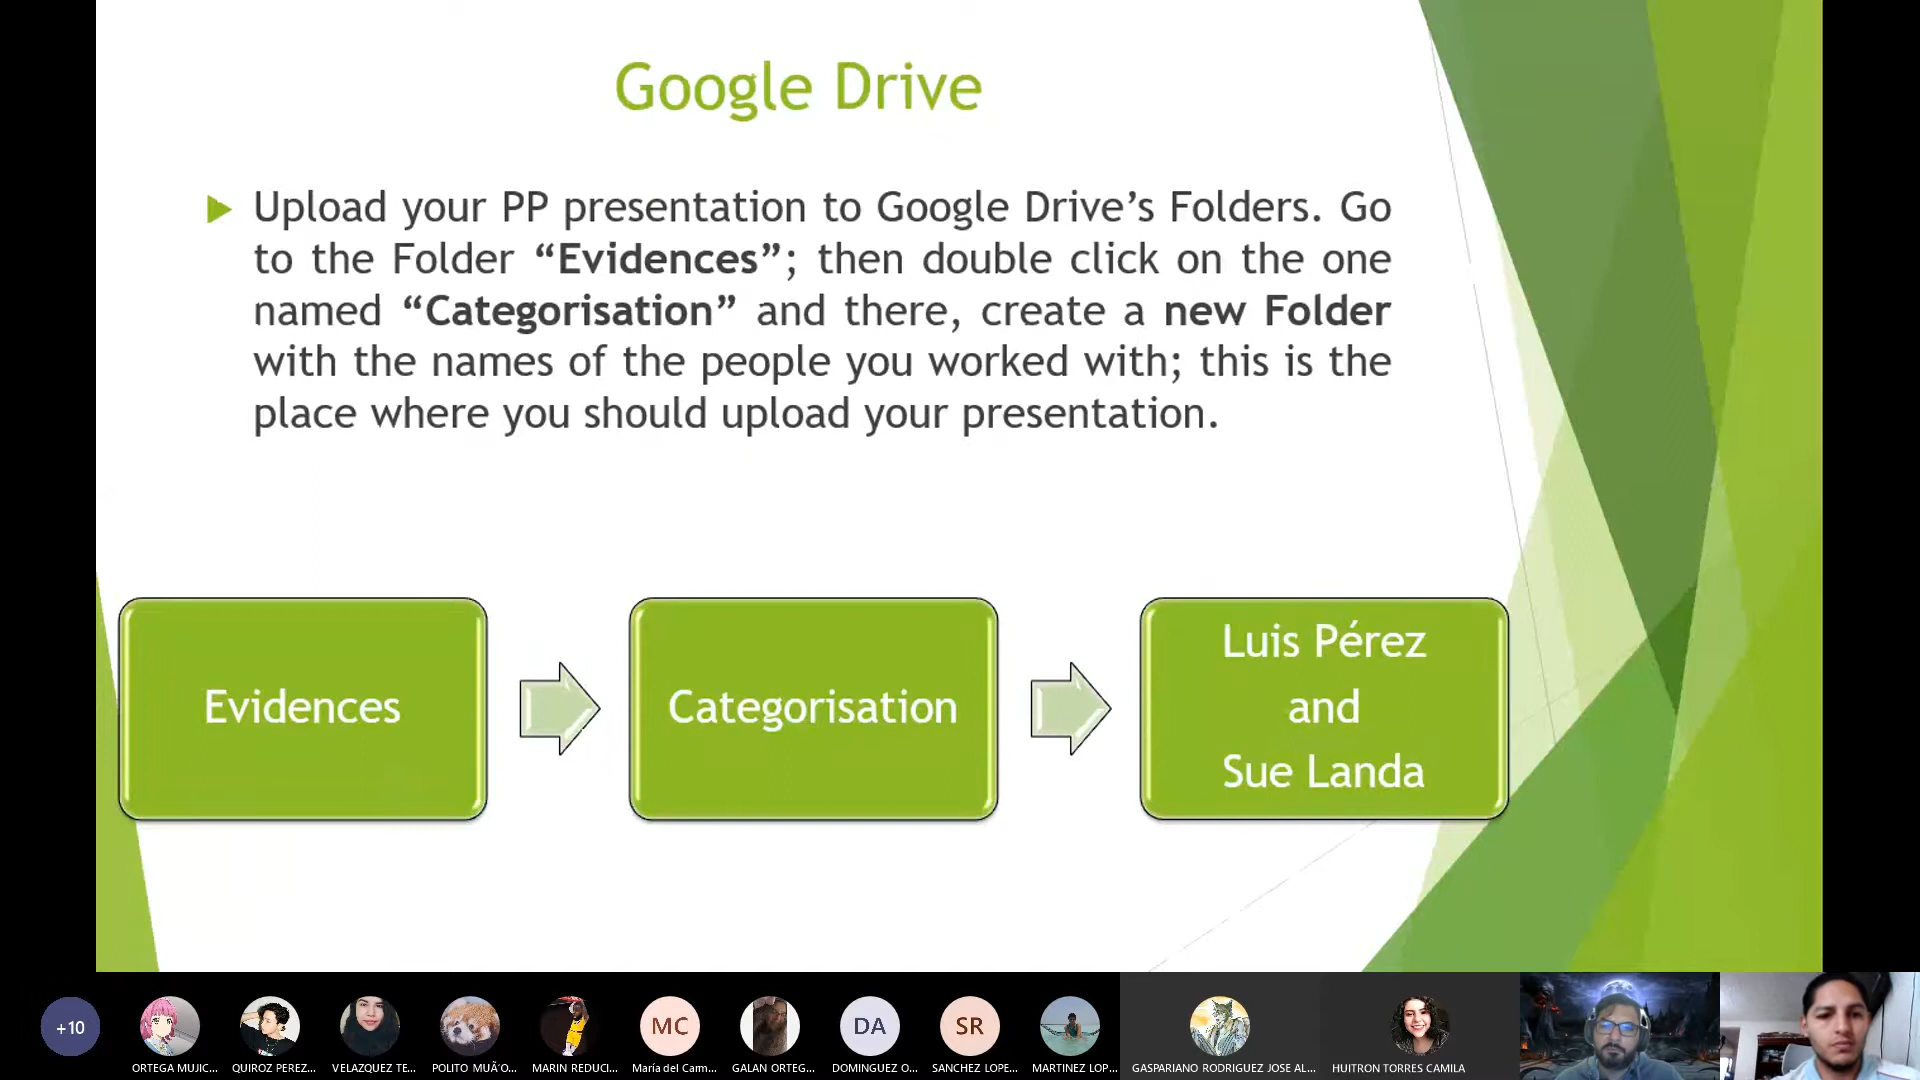 Google Drive
Upload your PP presentation to Google Drive’s Folders. Go
to the Folder “Evidences”; then double click on the one
named “Categorisation” and there, create a new Folder
with the names of the people you worked with; this is the
place where you should upload your presentation.
Evidences
Categorisation
Luis Pérez
and
Sue Landa
+10
MC
DA
SR
ORTEGA MUJIC...
QUIROZ PEREZ...
VELAZQUEZ TE...
POLITO MUÃ'O...
MARIN REDUCI...
María del Carm...
GALAN ORTEG...
DOMINGUEZ O...
SANCHEZ LOPE...
MARTINEZ LOP...
GASPARIANO RODRIGUEZ JOSE AL...
HUITRON TORRES CAMILA